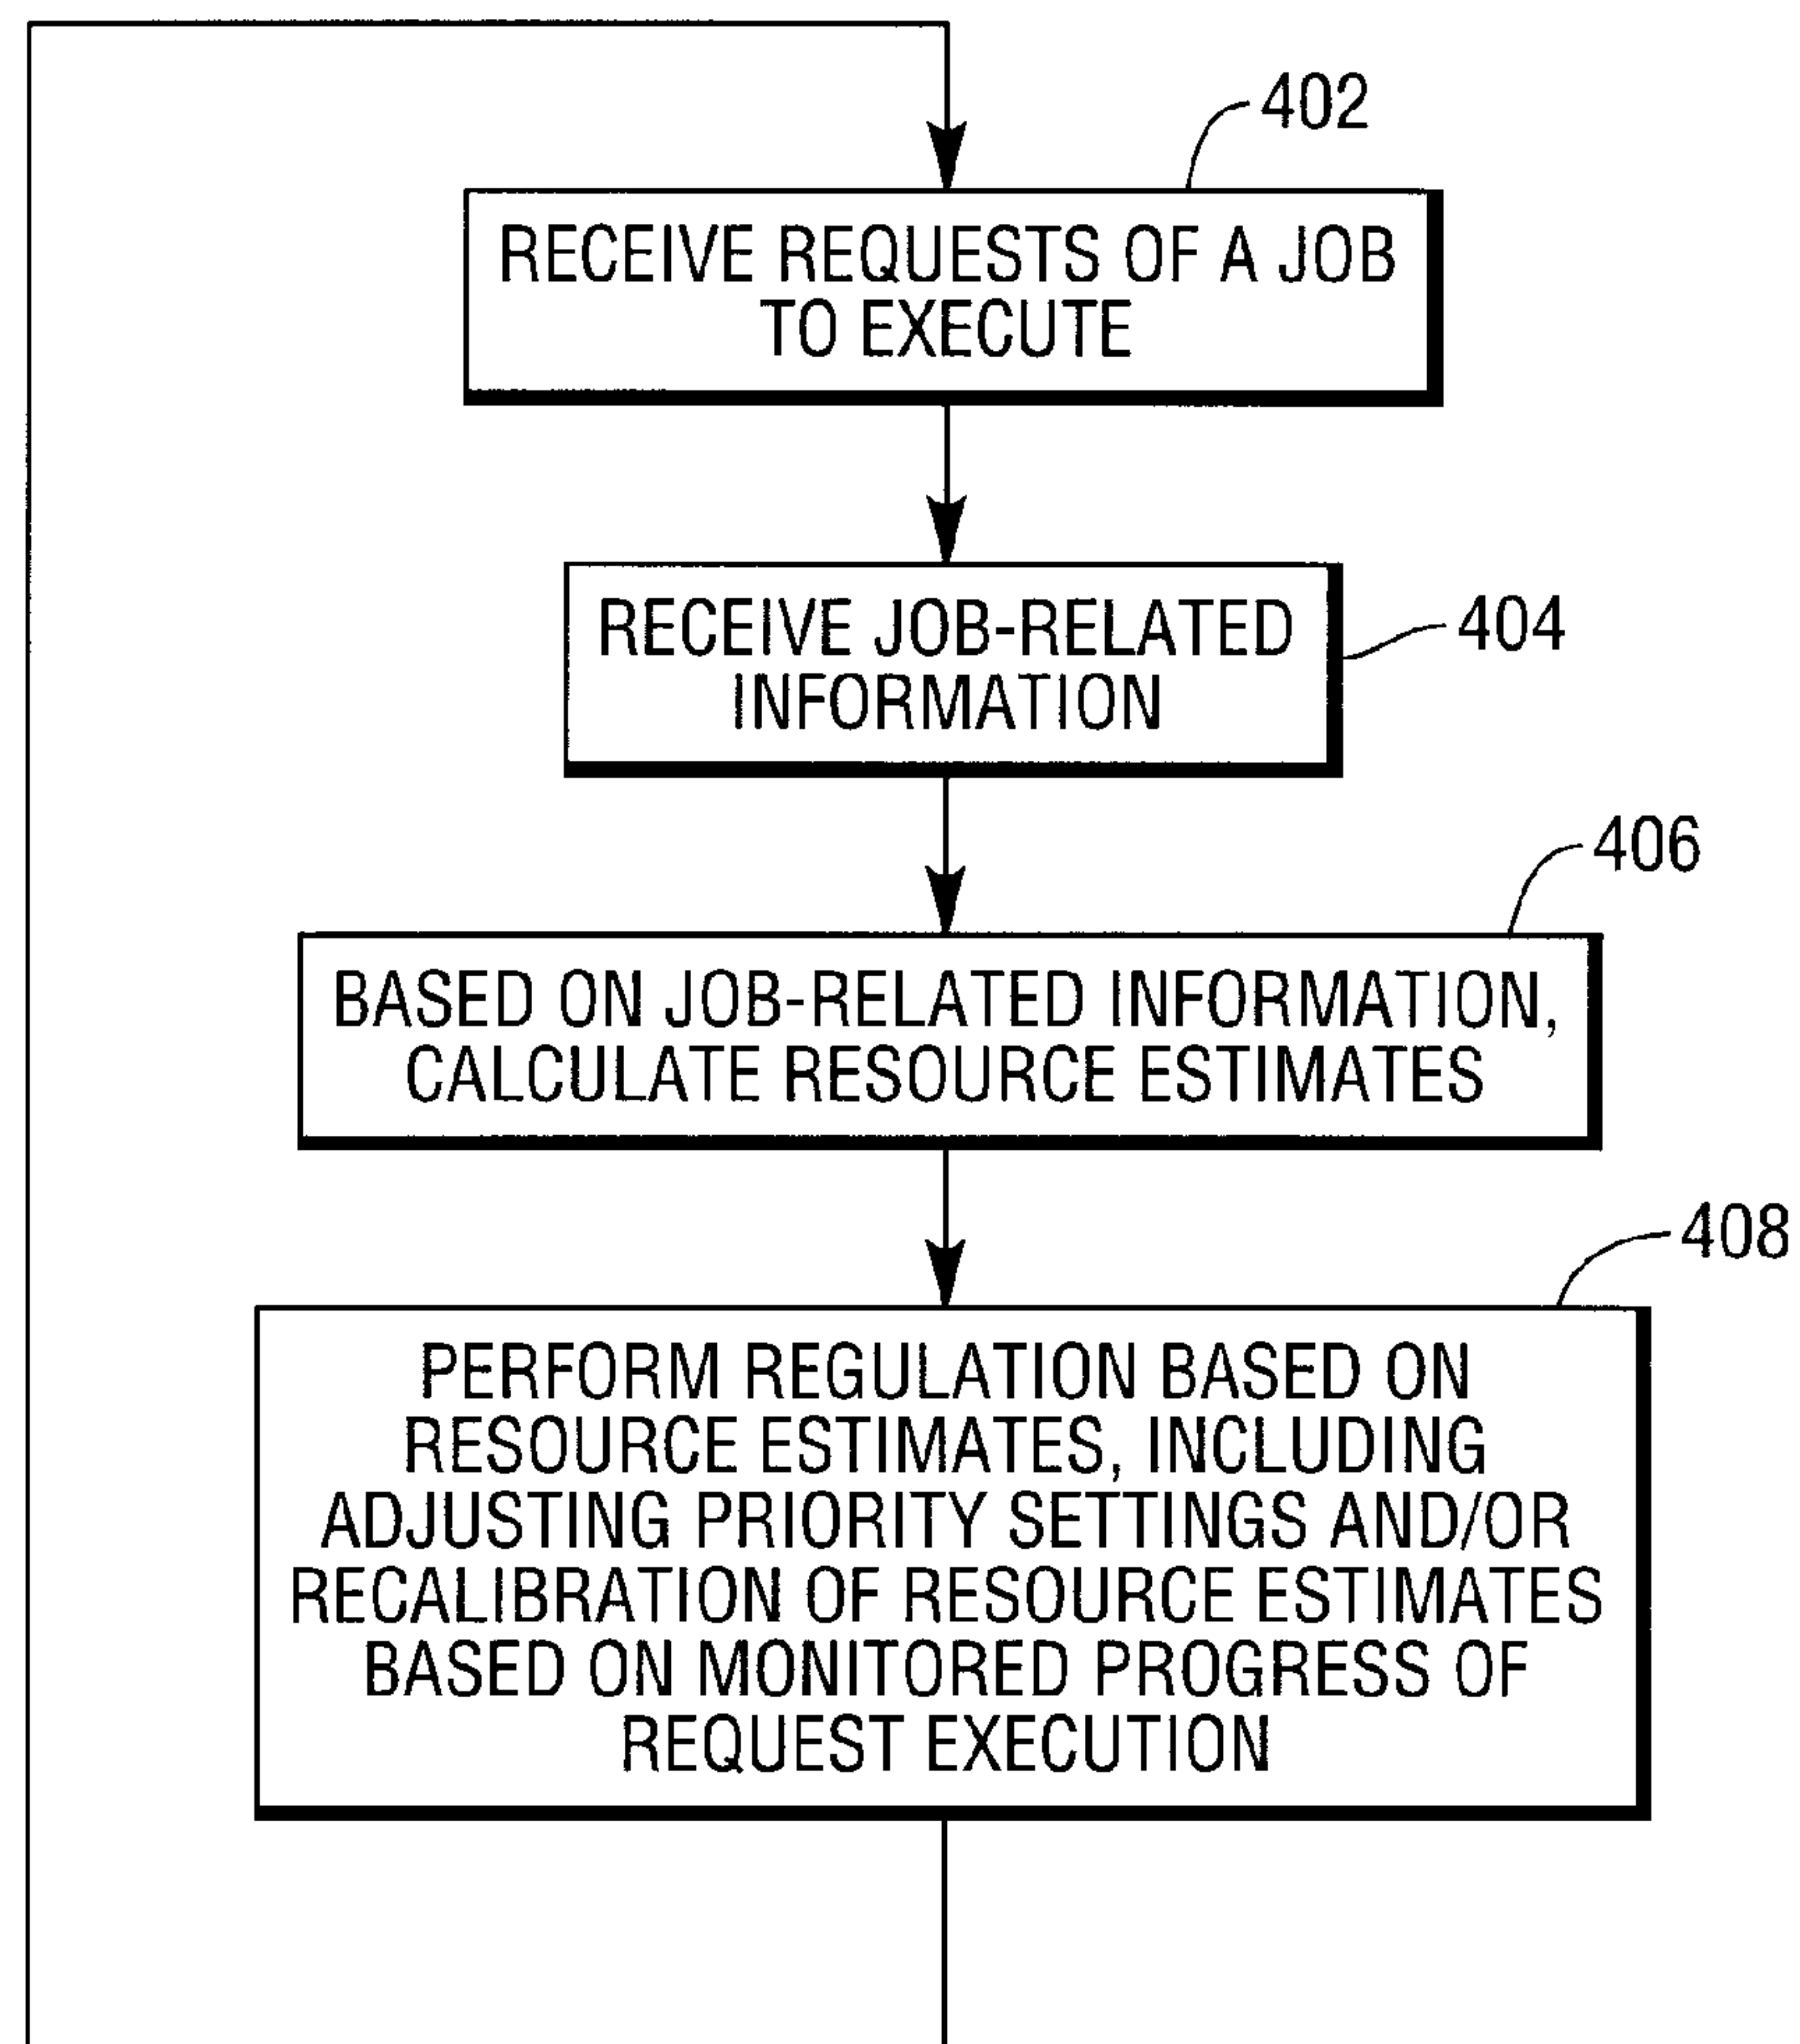 402
RECEIVE REQUESTS OF A JOB
TO EXECUTE
404
RECEIVE JOB-RELATED
INFORMATION
406
BASED ON JOB-RELATED INFORMATION,
CALCULATE RESOURCE ESTIMATES
408
PERFORM REGULATION BASED ON
RESOURCE ESTIMATES, INCLUDING
ADJUSTING PRIORITY SETTINGS AND/OR
RECALIBRATION OF RESOURCE ESTIMATES
BASED ON MONITORED PROGRESS OF
REQUEST EXECUTION